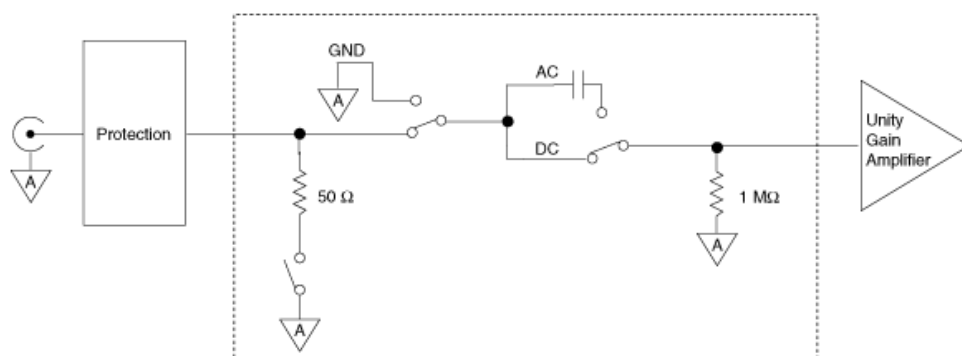 GND
A
AC
A
Protection
DC
Unity
Gain
Amplifier
50 Ω
1 MΩ
A
A